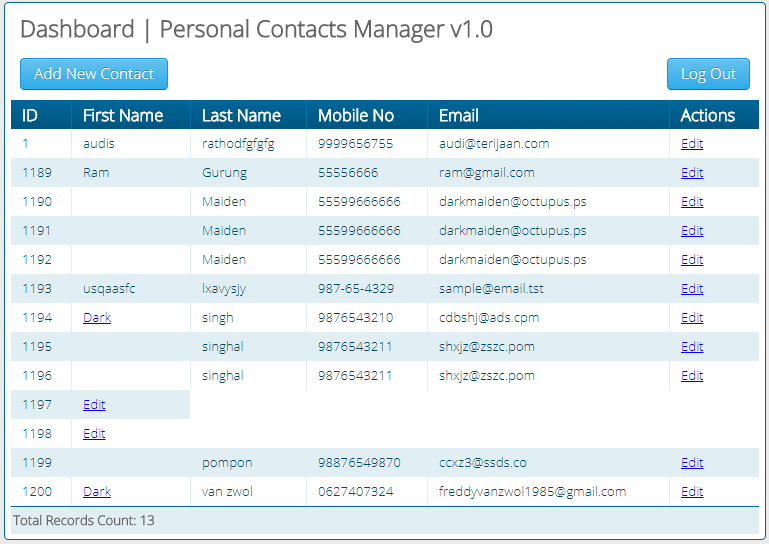 Dashboard | Personal Contacts Manager v1.0
Add New Contact Log Out
ID First Name Last Name Mobile No Email Actions
1 audis rathodfgfgfg 9999656755 audi@terijaan.com Edit
1189 Ram Gurung 55556666 ram@gmail.com Edit
1190 Maiden 55599666666 darkmaiden@octupus.ps Edit
1191 Maiden 55599666666 darkmaiden@octupus.ps Edit
1192 Maiden 55599666666 darkmaiden@octupus.ps Edit
1193 usqaasfc lxavysjy 987-65-4329 sample@email.tst Edit
1194 Dark singh 9876543210 cdbshj@ads.cpm Edit
1195 singhal 9876543211 shxjz@zszc.pom Edit
1196 singhal 9876543211 shxjz@zszc.pom Edit
1197 Edit
1198 Edit
1199 pompon 98876549870 ccxz3@ssds.co Edit
1200 Dark van zwol 0627407324 freddyvanzwol1985@gmail.com Edit
Total Records Count: 13